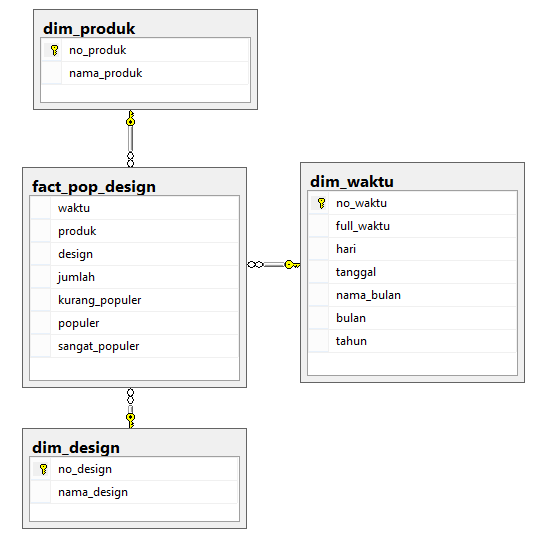 dim_produk
no_produk
nama_produk
fact_pop_design
waktu
produk
design
jumlah
kurang_populer
populer
sangat_populer
dim_waktu
no_waktu
full_waktu
hari
tanggal
nama_bulan
bulan
tahun
dim_design
no_design
nama_design